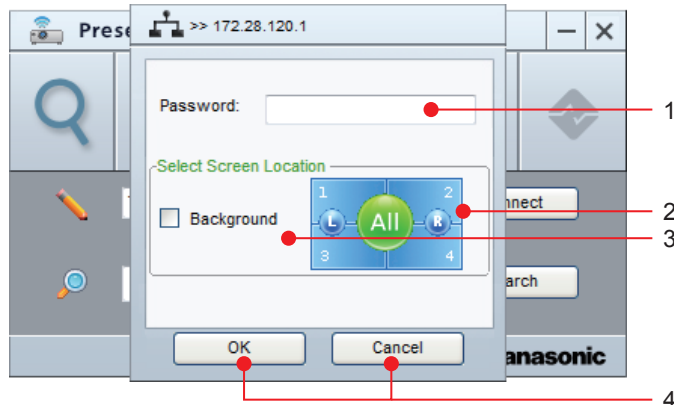 Prese
>> 172.28.120.1
Password:
1
Select Screen Location
Background
1
2
L
All
R
3
4
nnect
2
3
arch
OK
Cancel
anasonic
4